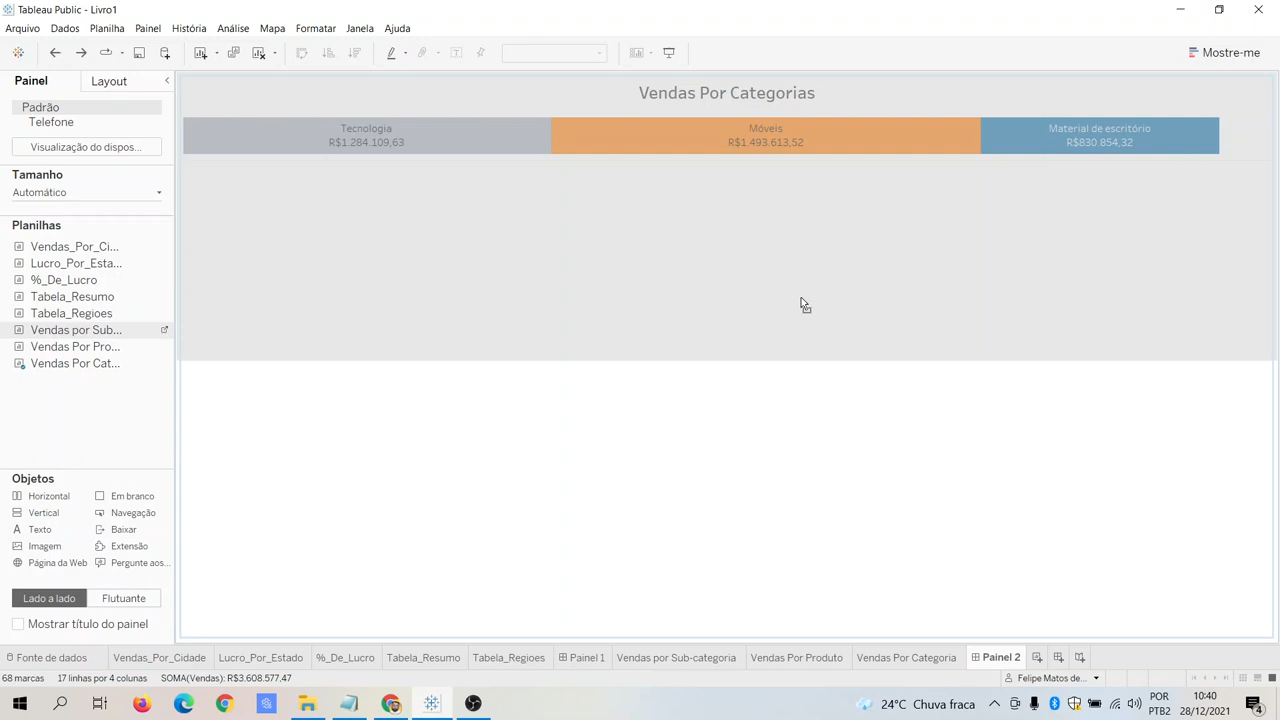 Tableau Public - Livro1
Arquivo Dados Planilha Painel História Análise Mapa Formatar Janela Ajuda
Mostre-me
Painel Layout
Padrão
Telefone
Visualização do dispos...
Tamanho
Automático
Planilhas
Vendas_Por_Ci...
Lucro_Por_Esta...
%_De_Lucro
Tabela_Resumo
Tabela_Regioes
Vendas por Sub...
Vendas Por Pro...
Vendas Por Cat...
Objetos
Horizontal Em branco
Vertical Navegação
Texto Baixar
Imagem Extensão
Página da Web Pergunte aos...
Lado a lado Flutuante
Mostrar título do painel
Vendas Por Categorias
Tecnologia
R$1.284.109,63
Móveis
R$1.493.613,52
Material de escritório
R$830.854,32
Fonte de dados Vendas_Por_Cidade Lucro_Por_Estado %_De_Lucro Tabela_Resumo Tabela_Regioes Painel 1 Vendas por Sub-categoria Vendas Por Produto Vendas Por Categoria Painel 2
68 marcas 17 linhas por 4 colunas SOMA(Vendas): R$3.608.577.47 Felipe Matos de...
24°C Chuva fraca
POR
PTB2
10:40
28/12/2021
4